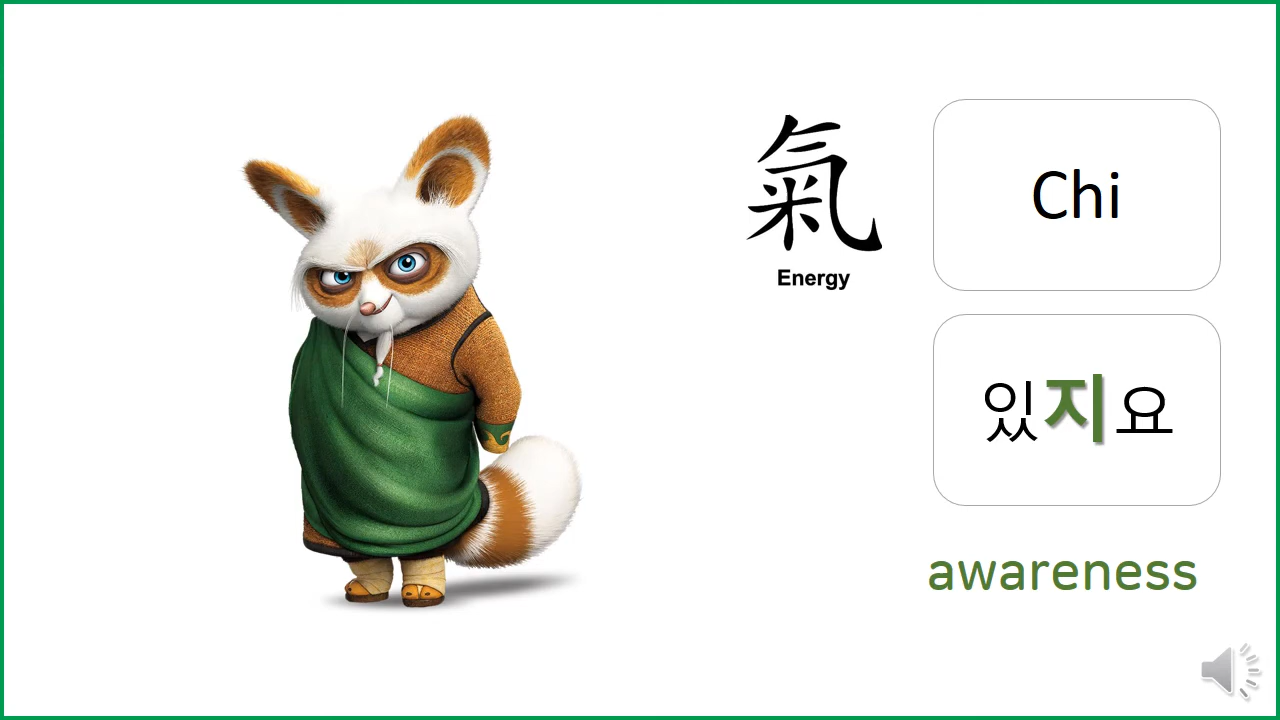 氣
Energy
Chi
있지요
awareness